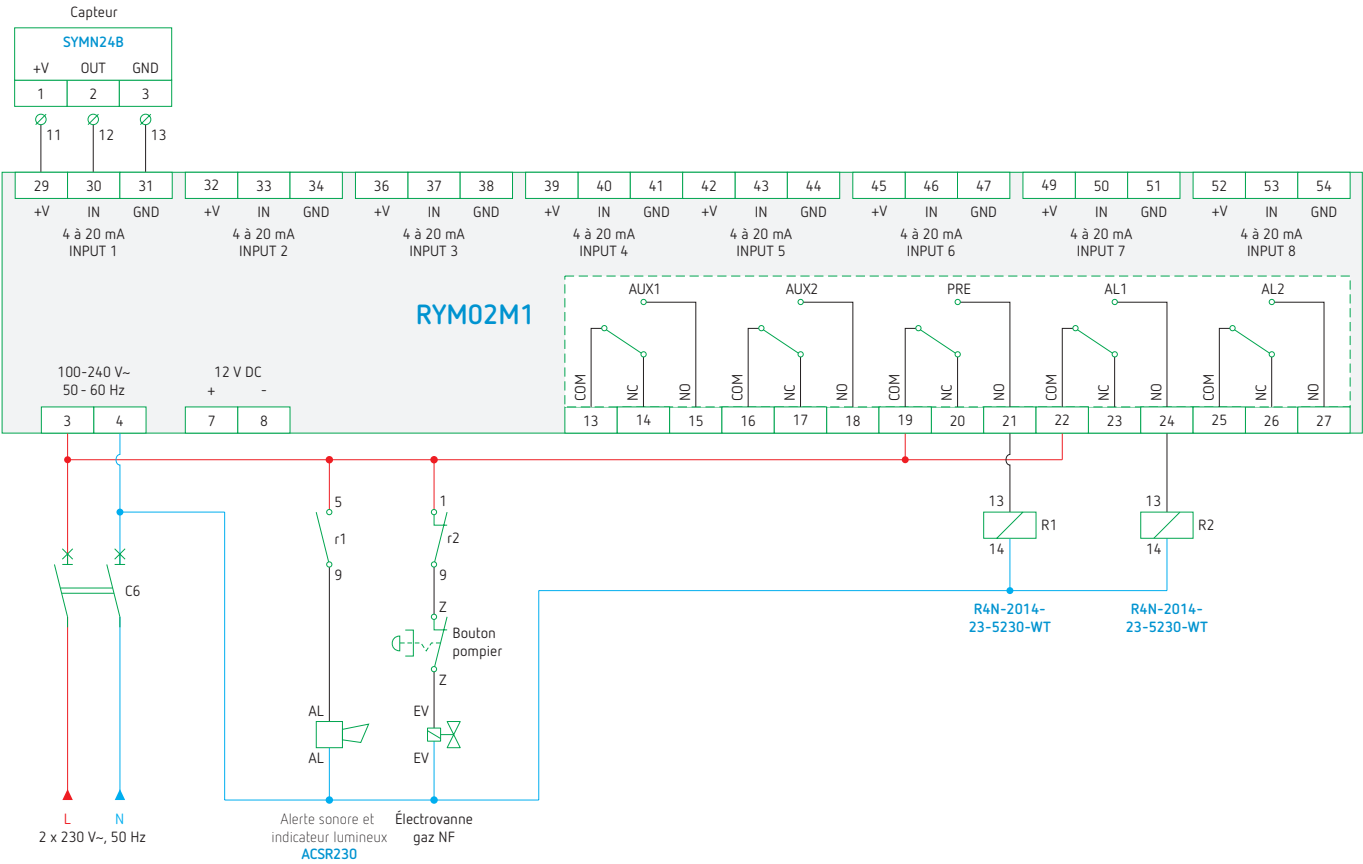 Capteur
SYMN24B
+V OUT GND
1 2 3
11 12 13
29 30 31 32 33 34 36 37 38 39 40 41 42 43 44 45 46 47 49 50 51 52 53 54
+V IN GND +V IN GND +V IN GND +V IN GND +V IN GND +V IN GND +V IN GND +V IN GND
4 à 20 mA 4 à 20 mA 4 à 20 mA 4 à 20 mA 4 à 20 mA 4 à 20 mA 4 à 20 mA 4 à 20 mA
INPUT 1 INPUT 2 INPUT 3 INPUT 4 INPUT 5 INPUT 6 INPUT 7 INPUT 8
AUX1 AUX2 PRE AL1 AL2
RYM02M1
100-240 V~ 12 V DC
50 - 60 Hz + -
COM NC NO COM NC NO COM NC NO COM NC NO COM NC NO
3 4 7 8 13 14 15 16 17 18 19 20 21 22 23 24 25 26 27
5 1 13 13
r1 r2 R1 R2
14 14
9 9
C6
Z
R4N-2014- R4N-2014-
23-5230-WT 23-5230-WT
Bouton
pompier
Z
AL EV
AL EV
L N
2 x 230 V~, 50 Hz
Alerte sonore et
indicateur lumineux
ACSR230
Électrovanne
gaz NF